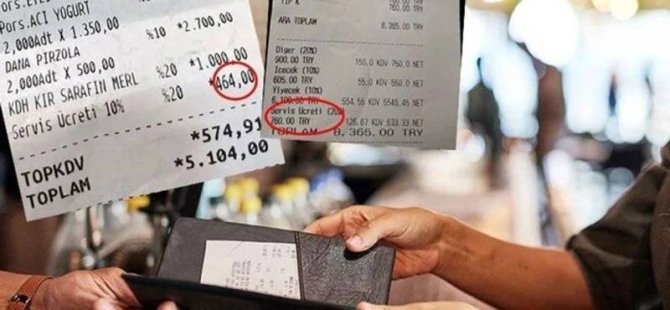 Pors.ACI YOGURT
2,000Adt X 1.350,00 %10 *2.700,00
DANA PIRZOLA
2,000Adt X 500,00 %20 *1.000,00
KDH KIR SARAFIN MERL
Servis Ücreti 10% %20 *464,00
TOPKDV *574,91
TOPLAM *5.104,00
760.00 TRY
ARA TOPLAM 8,365.00 TRY
Diger (20%)
900.00 TRY 150,0 KDV 750,0 NET
Icecek (10%)
605.00 TRY 55.0 KDV 550,0 NET
Yiyecek (10%)
6,100.00 TRY 554.55 KDV 5545.45 NET
Servis Ucreti (20%)
760.00 TRY 126.67 KDV 633.33 NET
TOPLAM 8,365.00 TRY